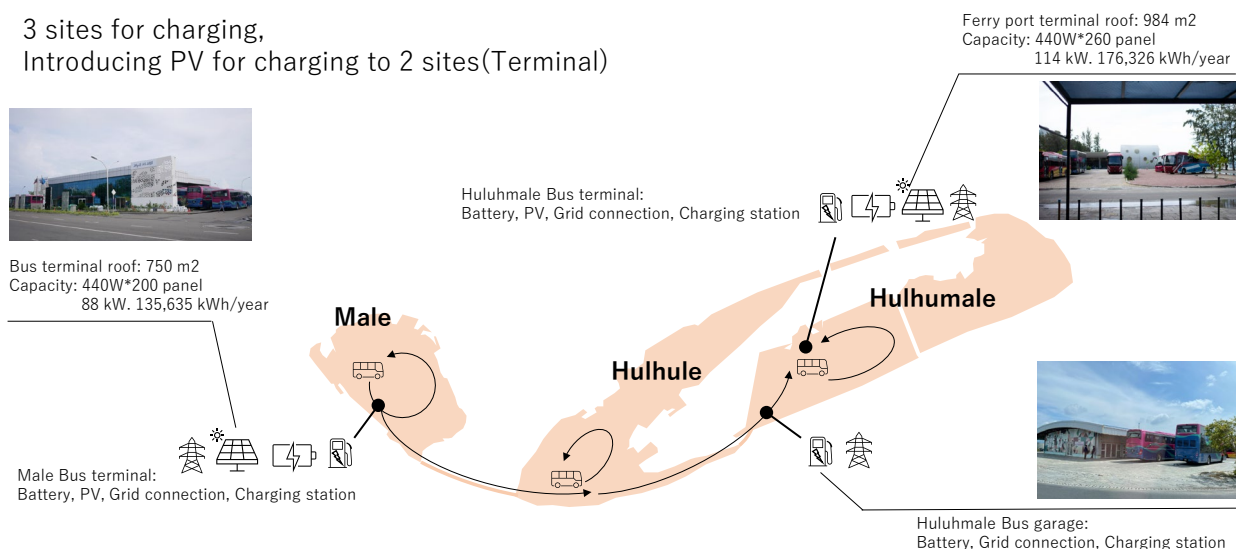 3 sites for charging,
Introducing PV for charging to 2 sites(Terminal)
Ferry port terminal roof: 984 m2
Capacity: 440W*260 panel
114 kW. 176,326 kWh/year
Huluhmale Bus terminal:
Battery, PV, Grid connection, Charging station
Bus terminal roof: 750 m2
Capacity: 440W*200 panel
88 kW. 135,635 kWh/year
Male
Hulhule
Hulhumale
Male Bus terminal:
Battery, PV, Grid connection, Charging station
Huluhmale Bus garage:
Battery, Grid connection, Charging station